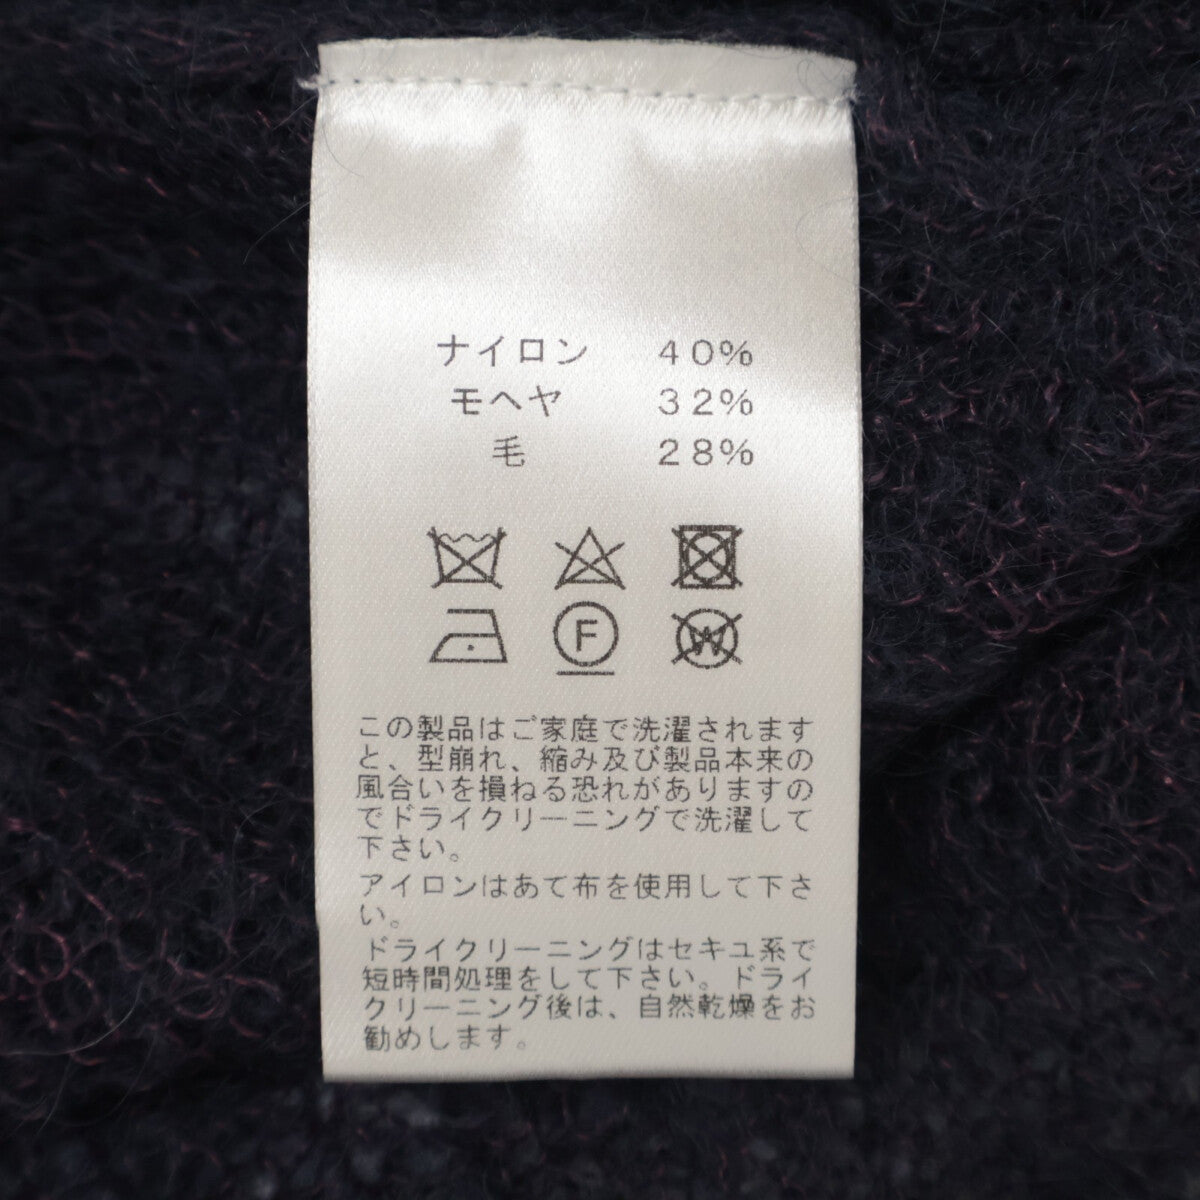 ナイロン 40%
モヘヤ 32%
毛 28%
F
W
この製品はご家庭で洗濯されます
と、型崩れ、縮み及び製品本来の
風合いを損ねる恐れがありますの
でドライクリーニングで洗濯して
下さい。
アイロンはあて布を使用して下さ
い。
ドライクリーニングはセキユ系で
短時間処理をして下さい。ドライ
クリーニング後は、自然乾燥をお
勧めします。